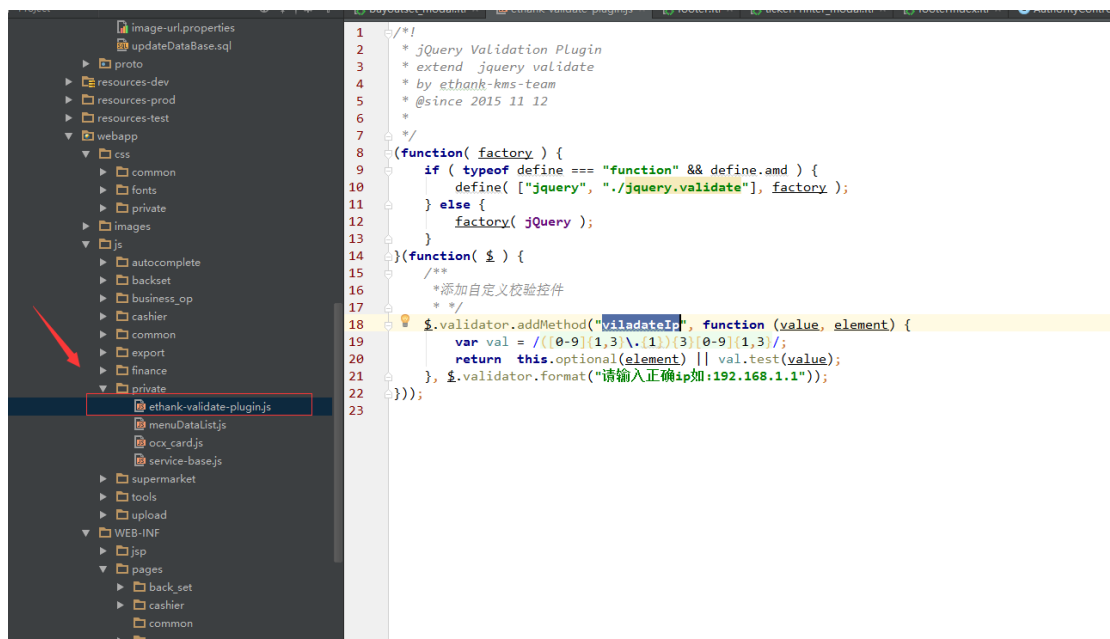 image-url.properties
updateDataBase.sql
proto
resources-dev
resources-prod
resources-test
webapp
css
common
fonts
private
images
js
autocomplete
backset
business_op
cashier
common
export
finance
private
ethank-validate-plugin.js
menuDataList.js
ocx_card.js
service-base.js
supermarket
tools
upload
WEB-INF
jsp
pages
back_set
cashier
common
1 /*!
2 * jQuery Validation Plugin
3 * extend jquery validate
4 * by ethank-kms-team
5 * @since 2015 11 12
6 *
7 */
8 (function( factory ) {
9 if ( typeof define === "function" && define.amd ) {
10 define( ["jquery", "./jquery.validate"], factory );
11 } else {
12 factory( jQuery );
13 }
14 }(function( $ ) {
15 /**
16 *添加自定义校验控件
17 * */
18 $.validator.addMethod("viladateIp", function (value, element) {
19 var val = /([0-9]{1,3}\.{1}){3}[0-9]{1,3}/;
20 return this.optional(element) || val.test(value);
21 }, $.validator.format("请输入正确ip如:192.168.1.1"));
22 }));
23